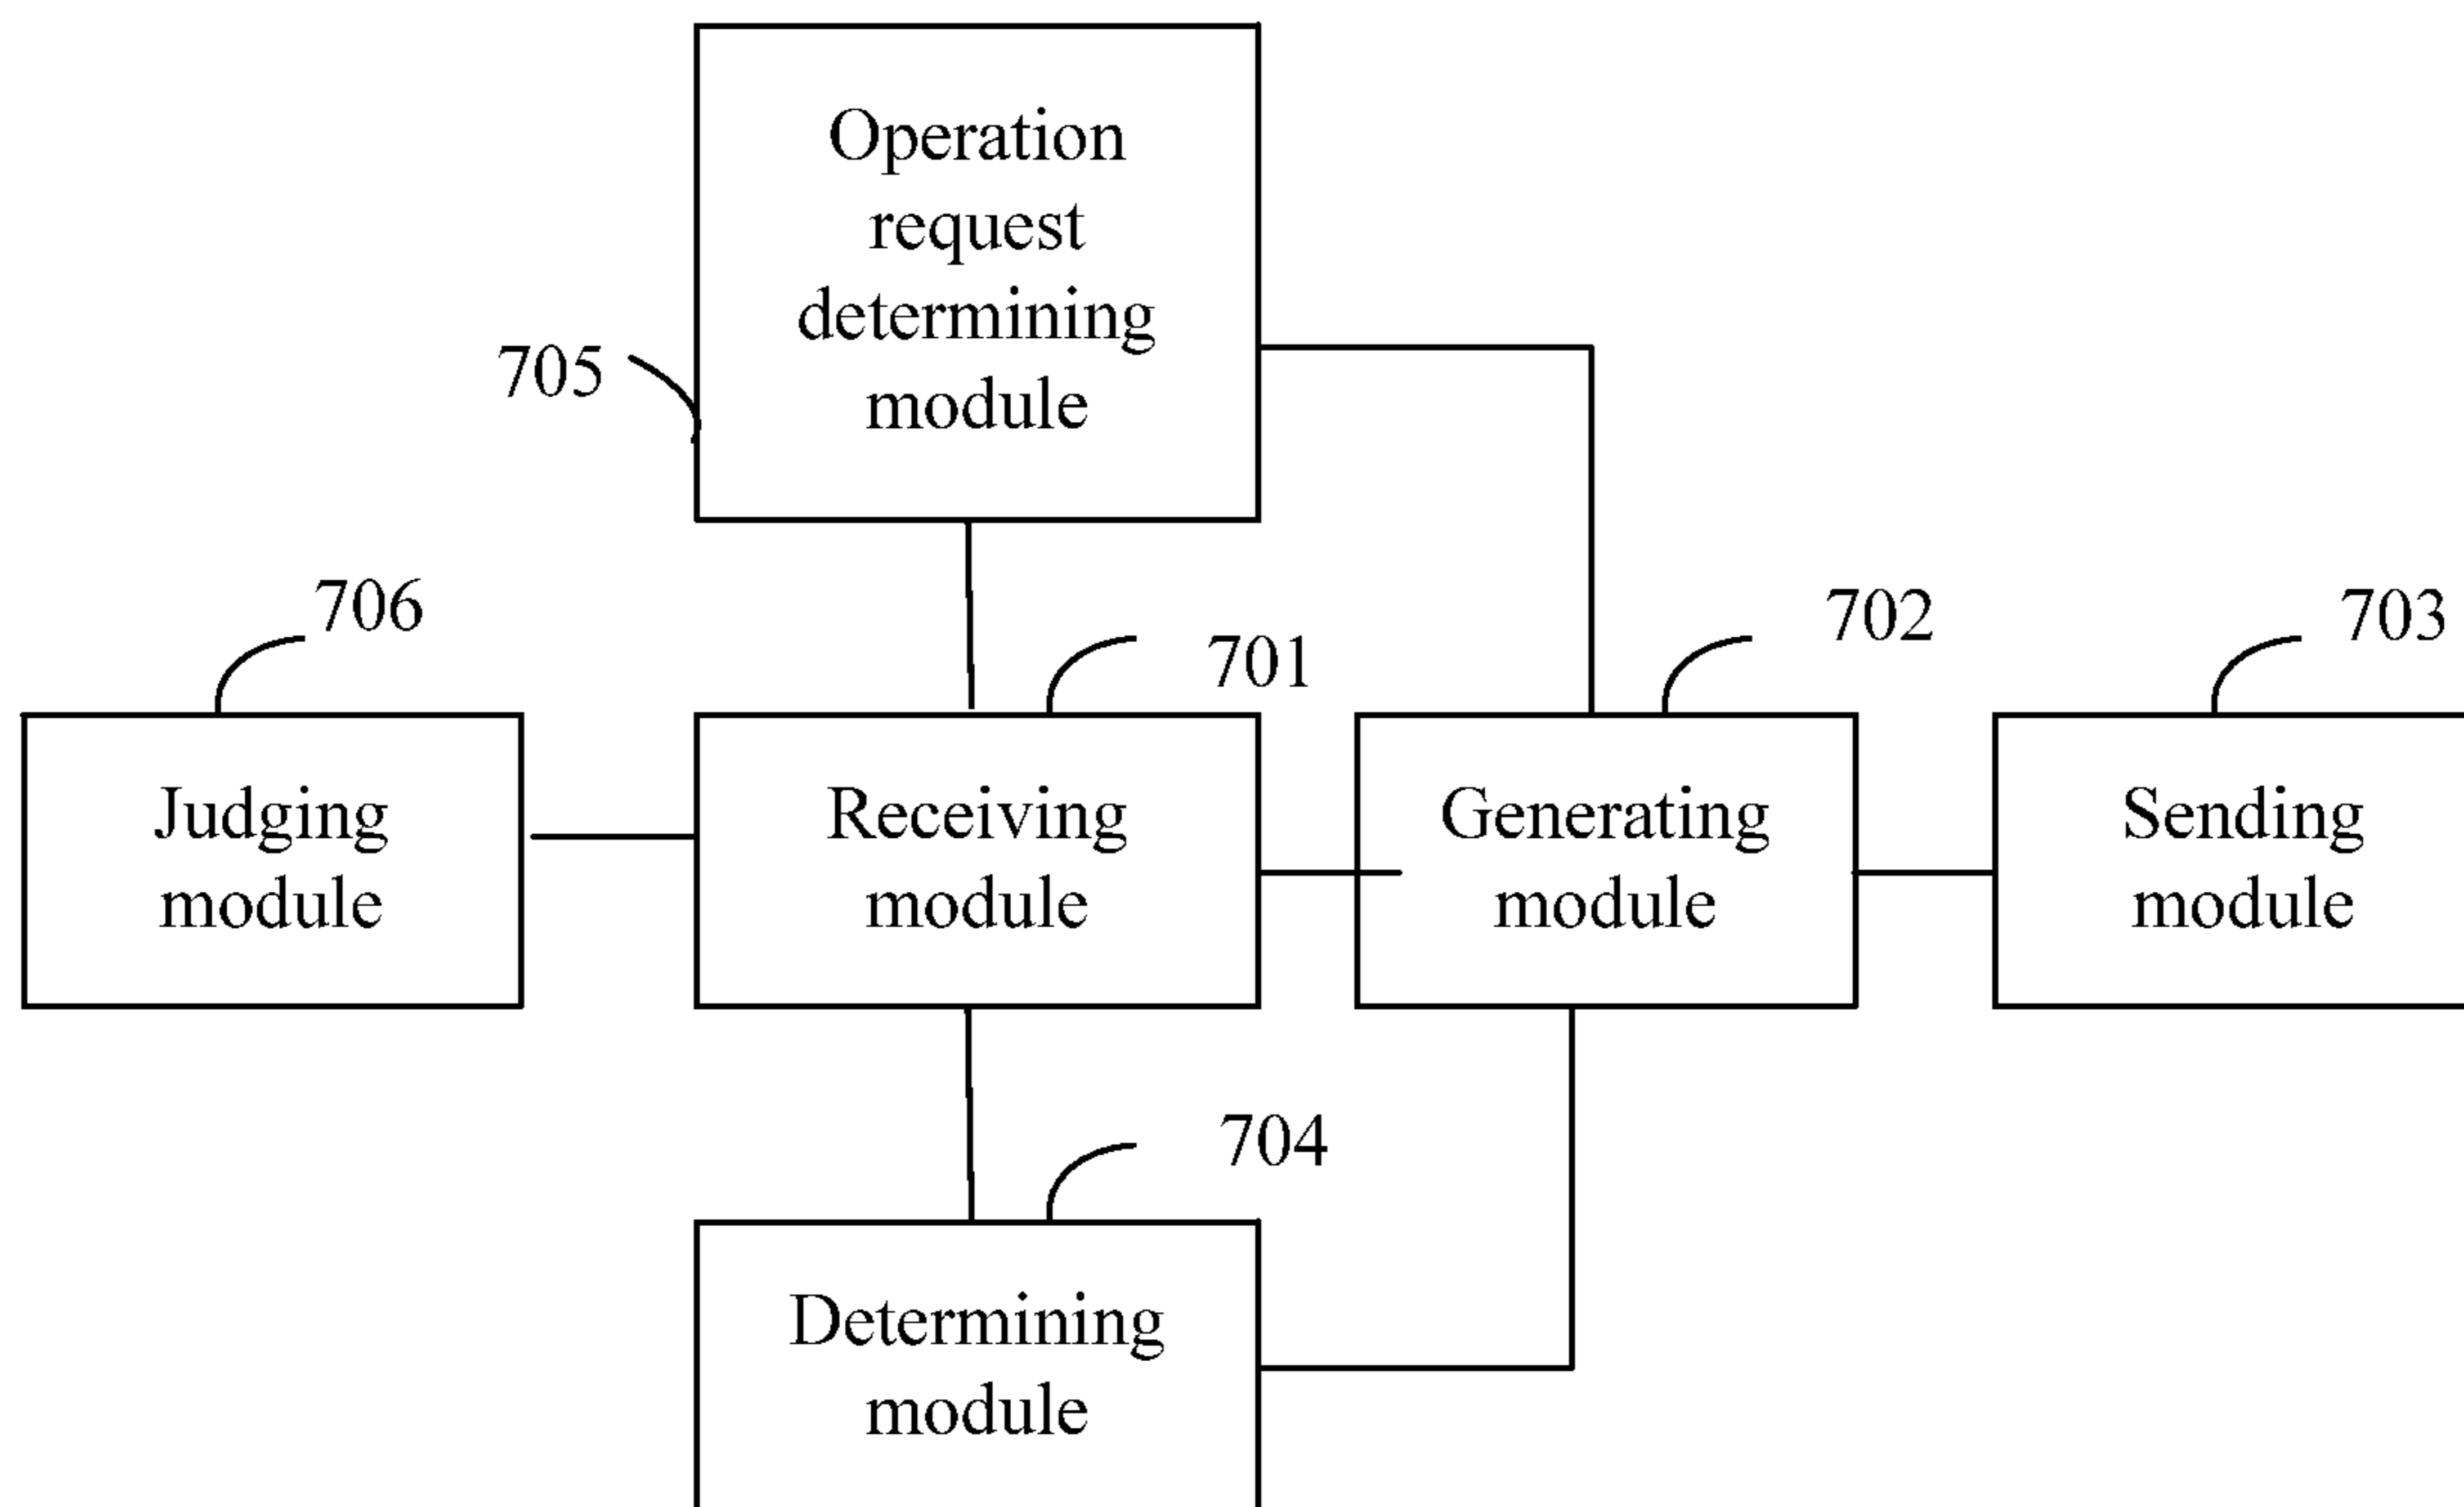 Operation
request
determining
module
705
706
701
702
703
Judging
module
Receiving
module
Generating
module
Sending
module
704
Determining
module